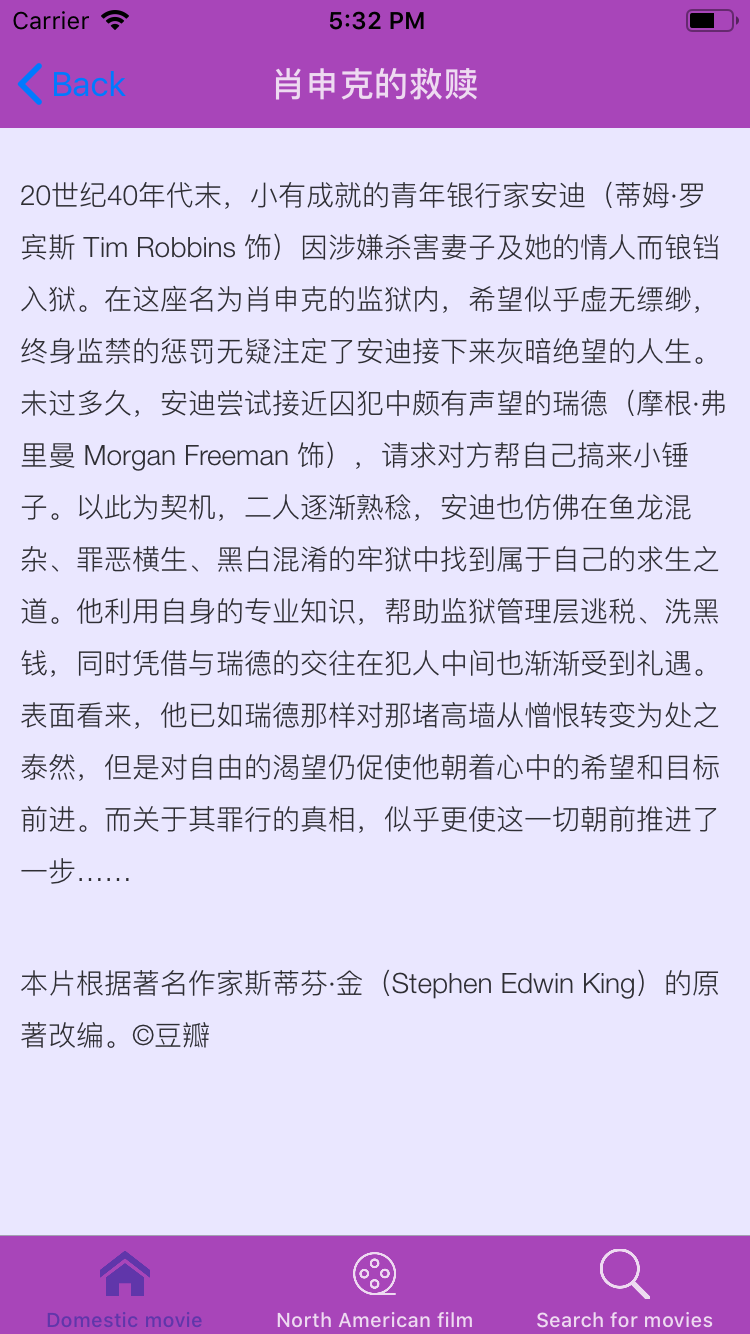 Carrier 5:32 PM
Back 肖申克的救赎
20世纪40年代末，小有成就的青年银行家安迪（蒂姆·罗
宾斯 Tim Robbins 饰）因涉嫌杀害妻子及她的情人而锒铛
入狱。在这座名为肖申克的监狱内，希望似乎虚无缥缈，
终身监禁的惩罚无疑注定了安迪接下来灰暗绝望的人生。
未过多久，安迪尝试接近囚犯中颇有声望的瑞德（摩根·弗
里曼 Morgan Freeman 饰），请求对方帮自己搞来小锤
子。以此为契机，二人逐渐熟稔，安迪也仿佛在鱼龙混
杂、罪恶横生、黑白混淆的牢狱中找到属于自己的求生之
道。他利用自身的专业知识，帮助监狱管理层逃税、洗黑
钱，同时凭借与瑞德的交往在犯人中间也渐渐受到礼遇。
表面看来，他已如瑞德那样对那堵高墙从憎恨转变为处之
泰然，但是对自由的渴望仍促使他朝着心中的希望和目标
前进。而关于其罪行的真相，似乎更使这一切朝前推进了
一步……
本片根据著名作家斯蒂芬·金（Stephen Edwin King）的原
著改编。©豆瓣
Domestic movie North American film Search for movies